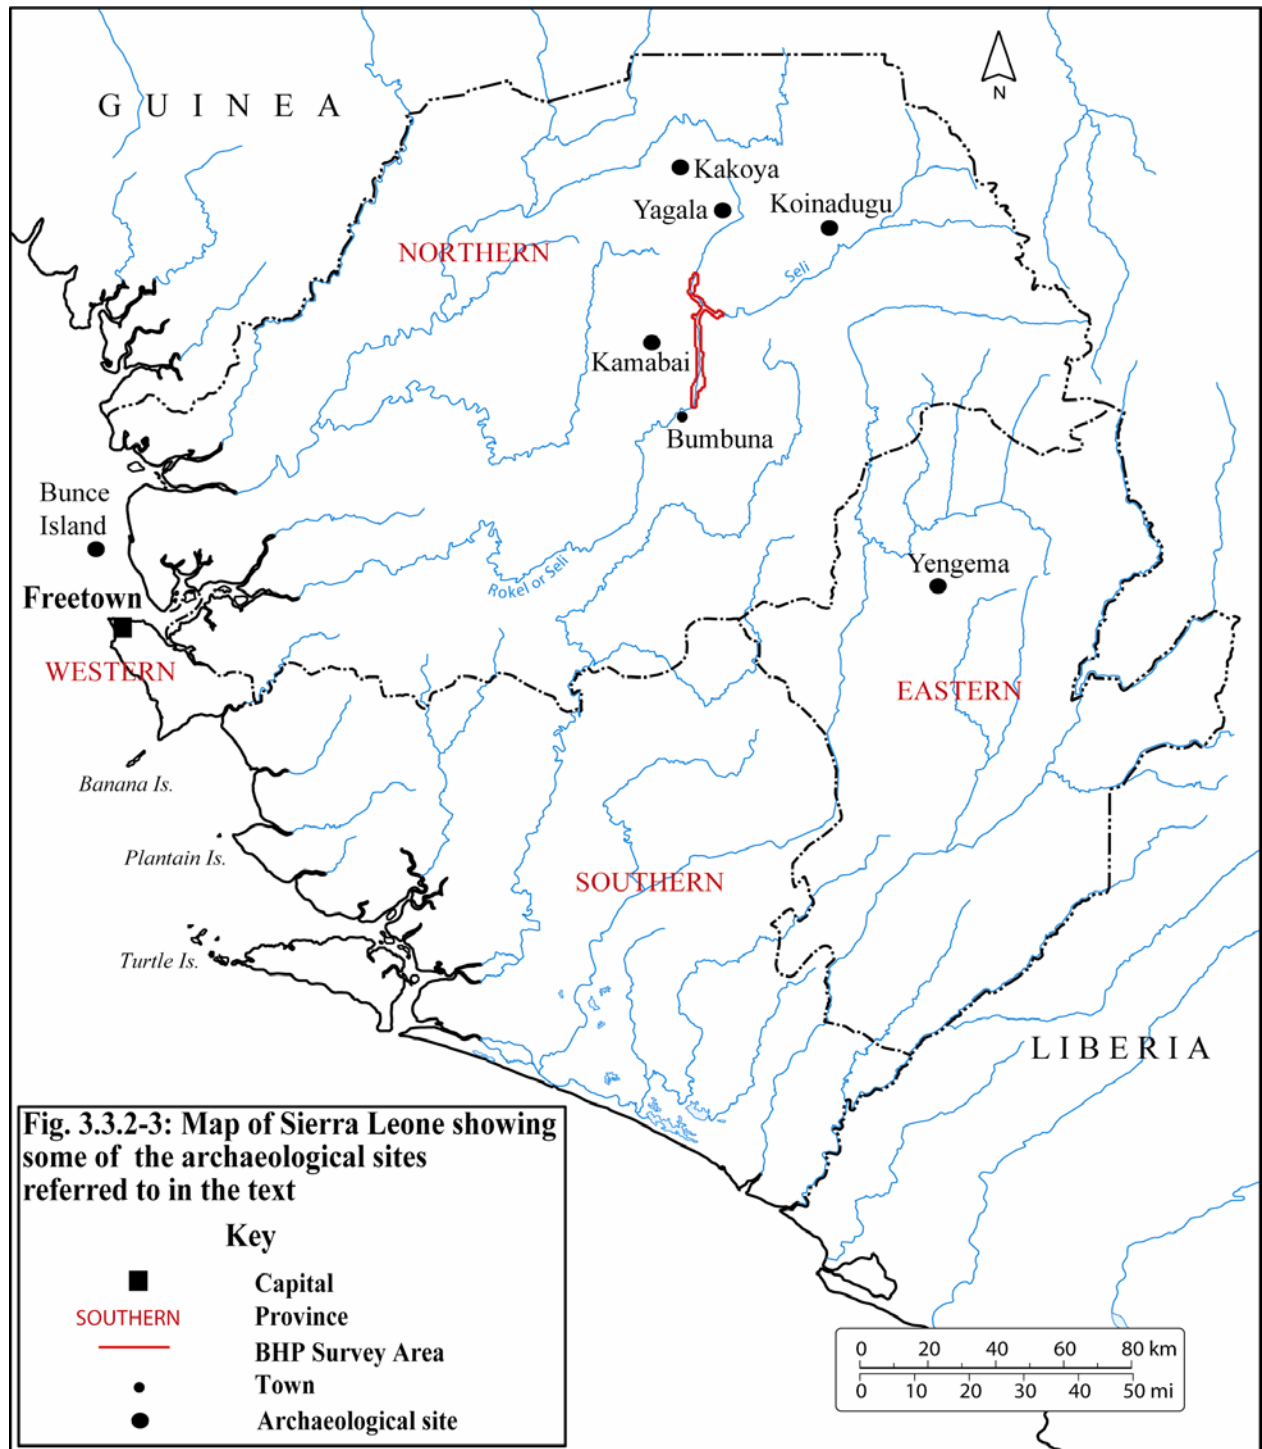 GUINEA
N
Kakoya
Yagala
Koinadugu
NORTHERN
Seli
Kamabai
Bumbuna
Bunce
Island
Yengema
Rokel or Seli
Freetown
WESTERN
EASTERN
Banana Is.
Plantain Is.
SOUTHERN
Turtle Is.
LIBERIA
Fig. 3.3.2-3: Map of Sierra Leone showing
some of the archaeological sites
referred to in the text
Key
Capital
SOUTHERN Province
BHP Survey Area
Town
Archaeological site
0 20 40 60 80 km
0 10 20 30 40 50 mi